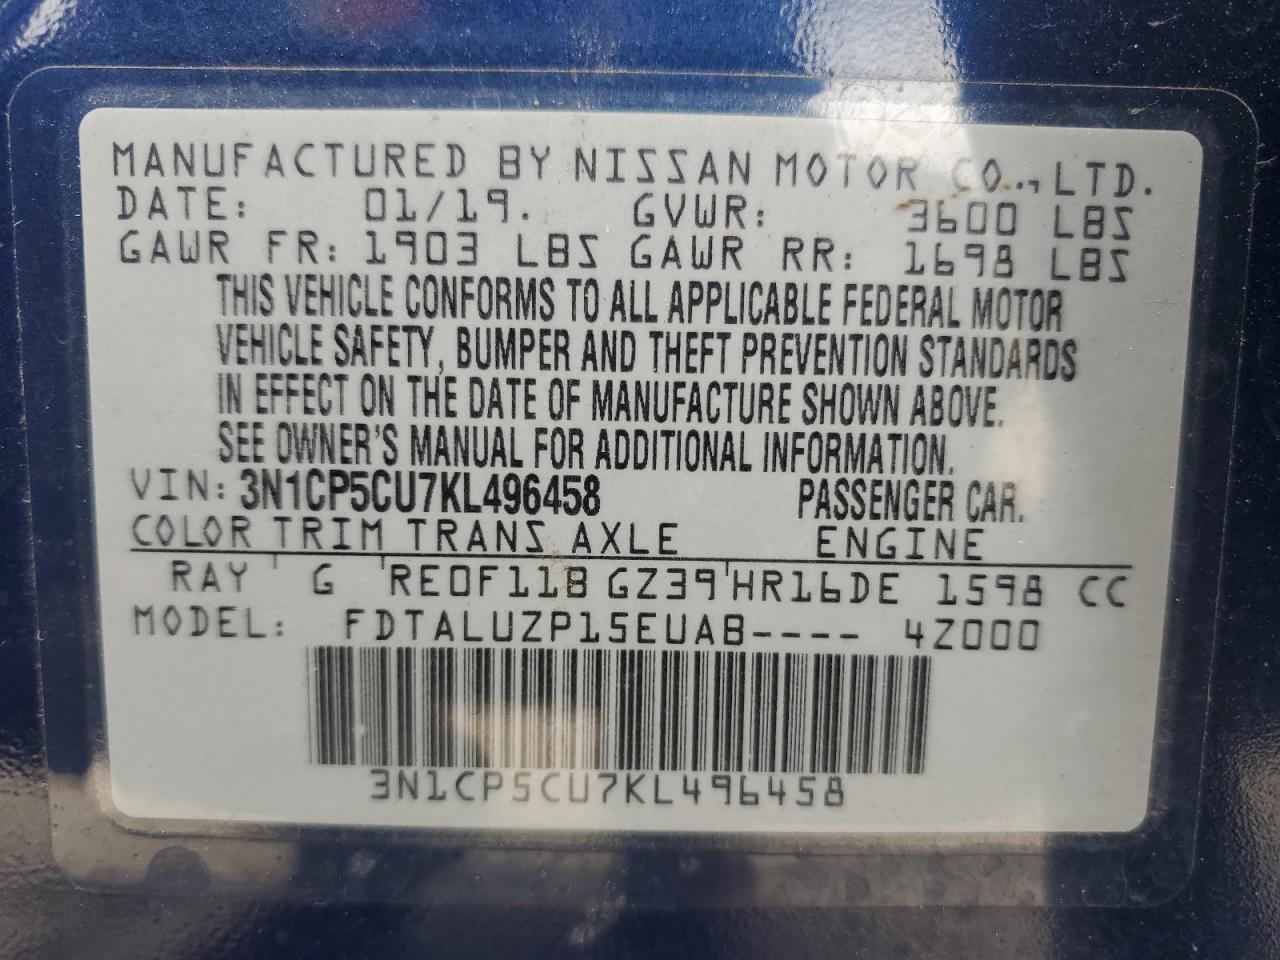 MANUFACTURED BY NISSAN MOTOR CO., LTD.
DATE: 01/19. GVWR: 3600 LBS
GAWR FR: 1903 LBS GAWR RR: 1698 LBS
THIS VEHICLE CONFORMS TO ALL APPLICABLE FEDERAL MOTOR
VEHICLE SAFETY, BUMPER AND THEFT PREVENTION STANDARDS
IN EFFECT ON THE DATE OF MANUFACTURE SHOWN ABOVE.
SEE OWNER'S MANUAL FOR ADDITIONAL INFORMATION.
VIN: 3N1CP5CU7KL496458 PASSENGER CAR.
COLOR TRIM TRANS AXLE ENGINE
RAY G RE0F11B GZ39 HR16DE 1598 CC
MODEL: FDTALUZP15EUAB---- 4Z000
3N1CP5CU7KL496458